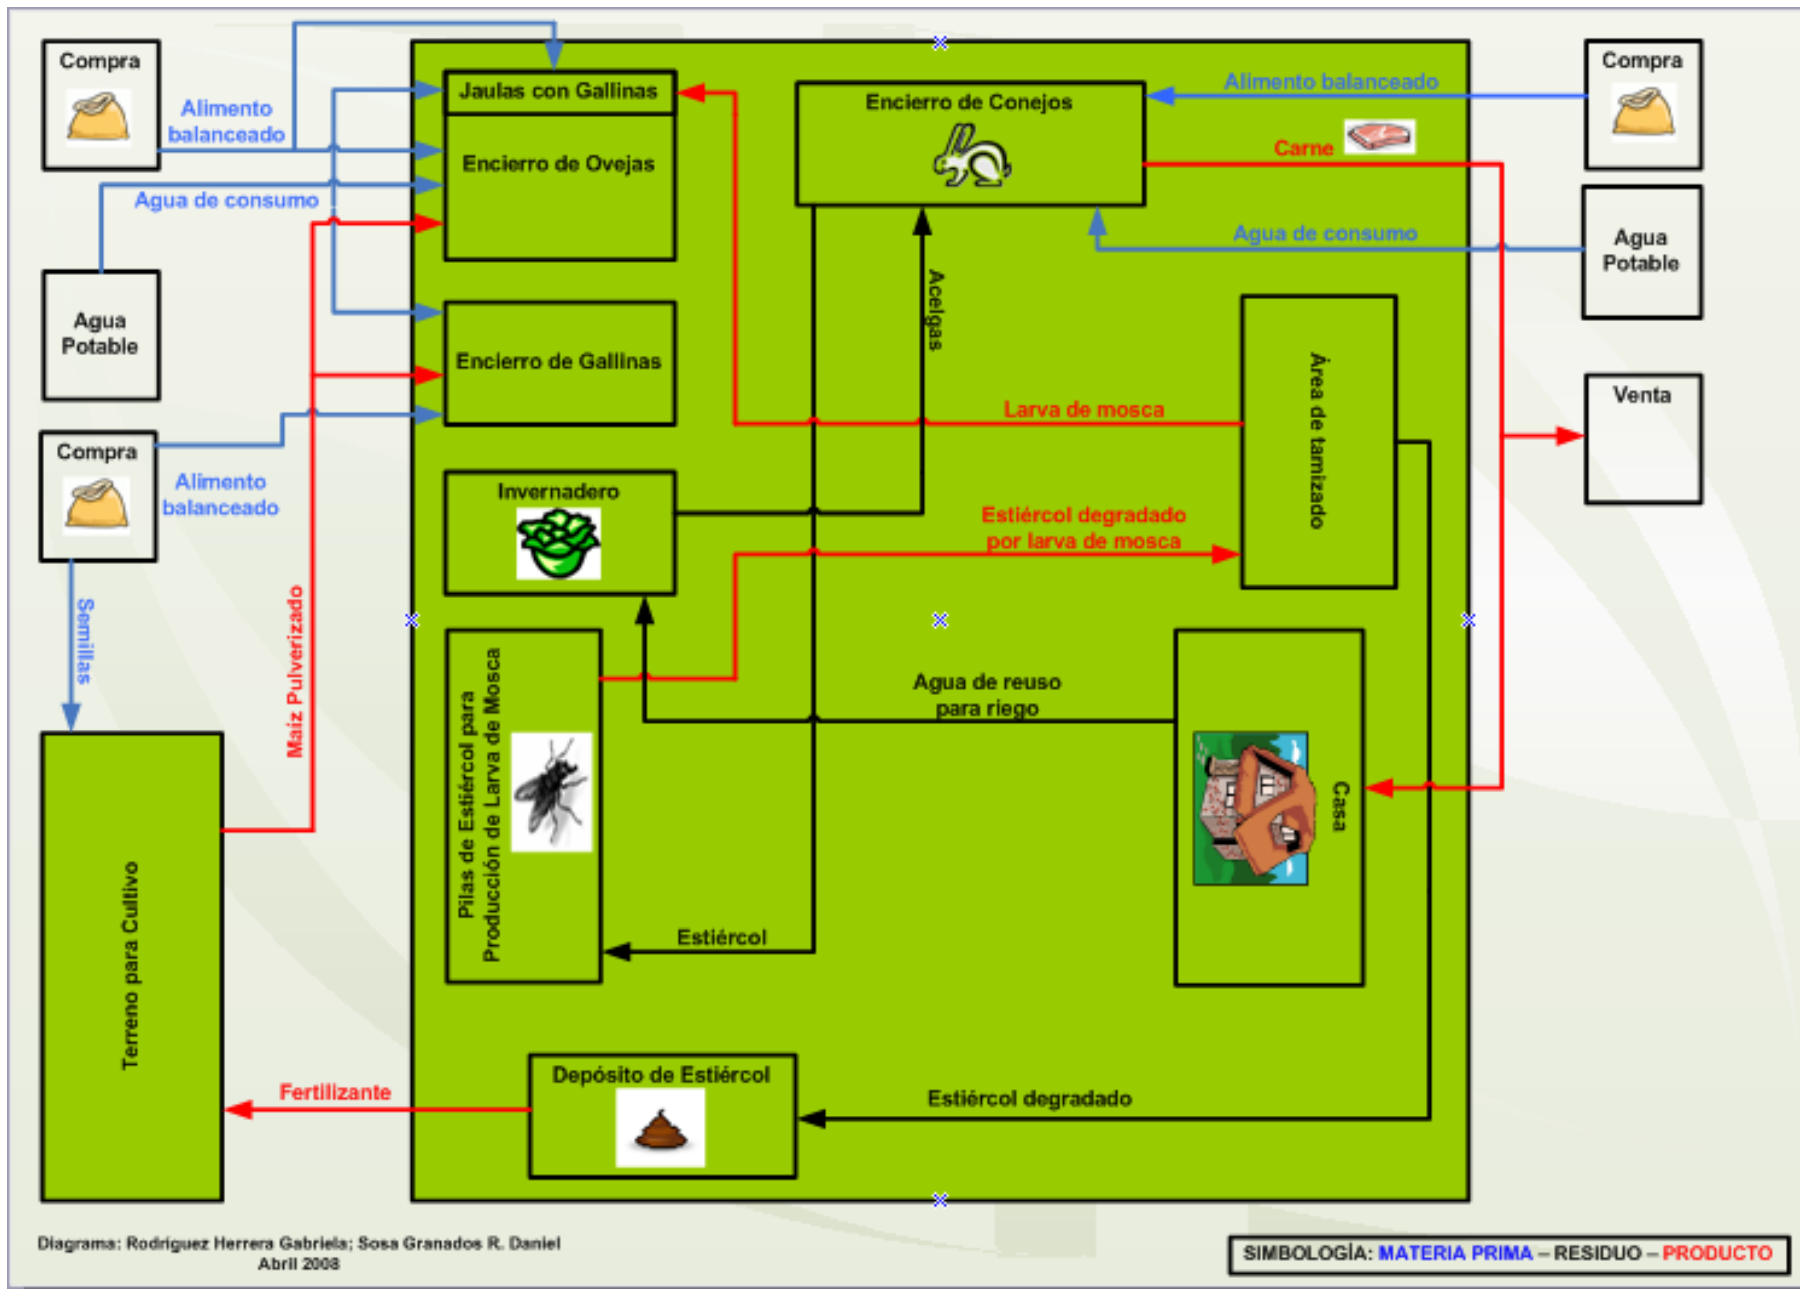 Compra
Alimento
balanceado
Agua de consumo
Agua
Potable
Compra
Alimento
balanceado
Semillas
Maiz Pulverizado
Terreno para Cultivo
Fertilizante
Jaulas con Gallinas
Encierro de Ovejas
Encierro de Gallinas
Invernadero
Pilas de Estiércol para
Producción de Larva de Mosca
Depósito de Estiércol
Encierro de Conejos
Acelgas
Larva de mosca
Estiércol degradado
por larva de mosca
Agua de reuso
para riego
Estiércol
Estiércol degradado
Área de tamizado
Casa
Alimento balanceado
Carne
Agua de consumo
Compra
Agua
Potable
Venta
Diagrama: Rodríguez Herrera Gabriela; Sosa Granados R. Daniel
Abril 2008
SIMBOLOGÍA: MATERIA PRIMA – RESIDUO – PRODUCTO